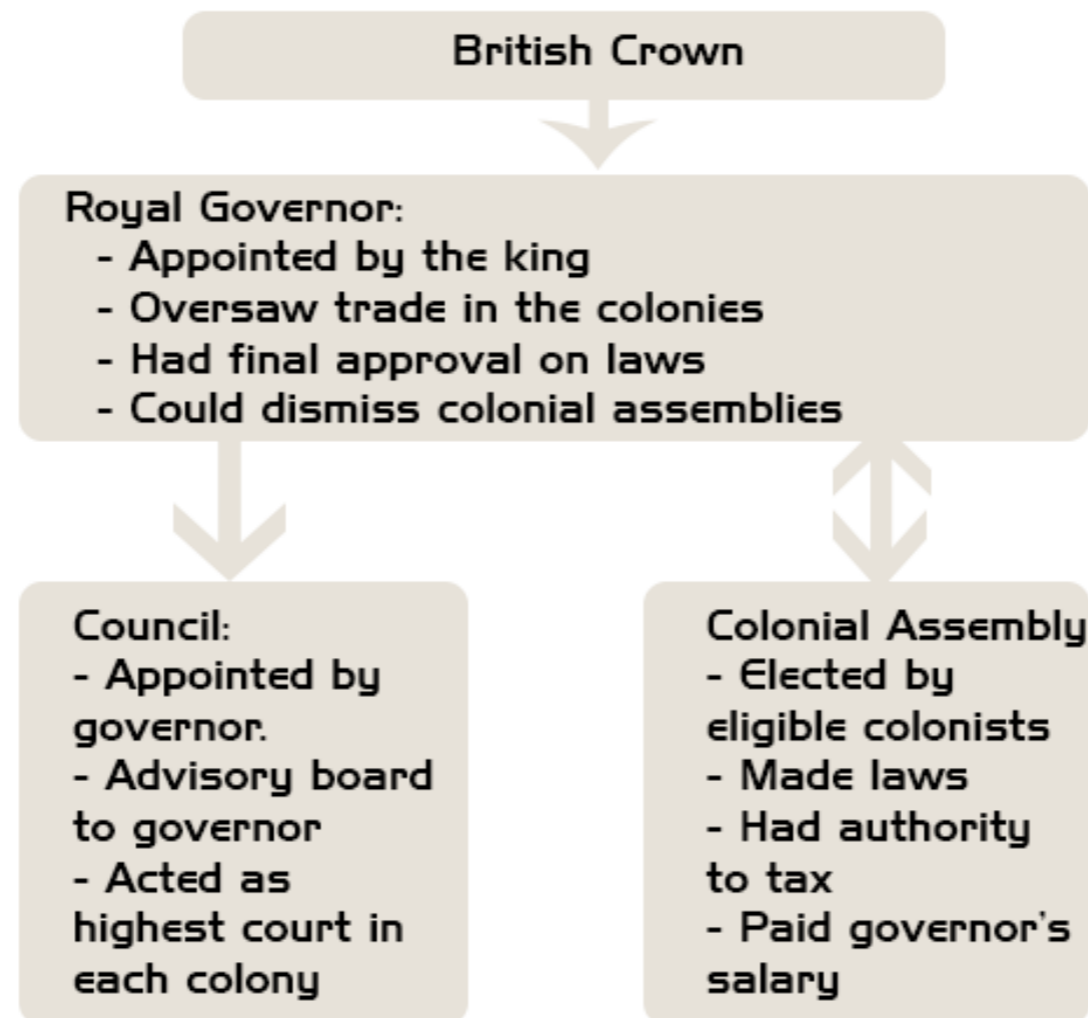 British Crown
Royal Governor:
- Appointed by the king
- Oversaw trade in the colonies
- Had final approval on laws
- Could dismiss colonial assemblies
Council:
- Appointed by
governor.
- Advisory board
to governor
- Acted as
highest court in
each colony
Colonial Assembly
- Elected by
eligible colonists
- Made laws
- Had authority
to tax
- Paid governor's
salary